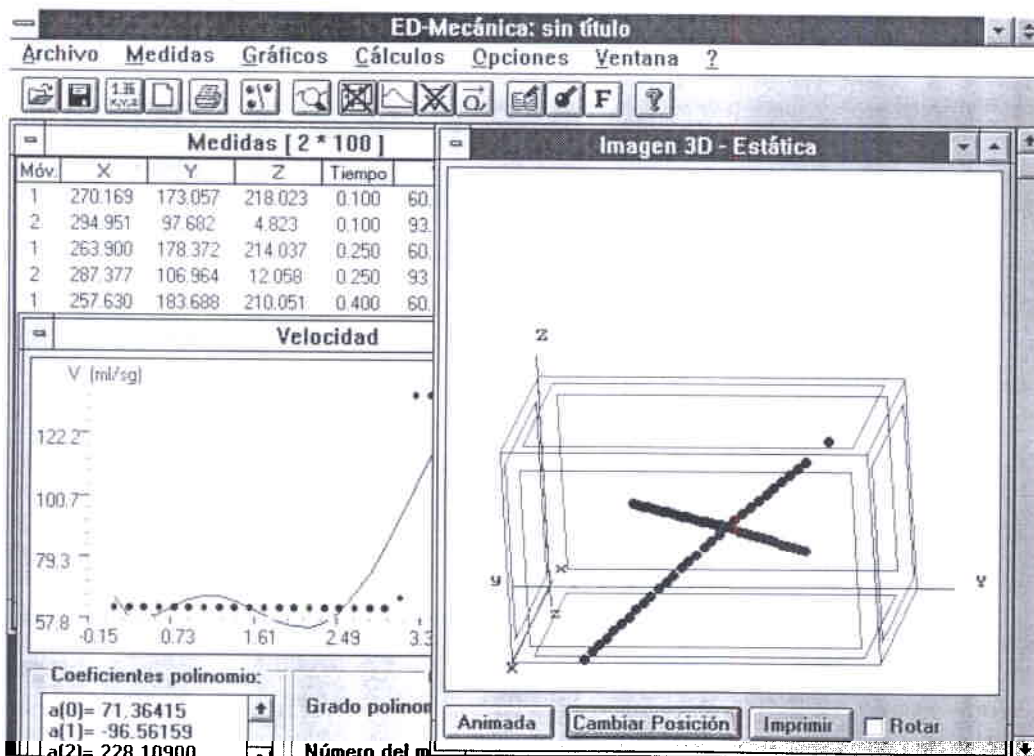 ED-Mecánica: sin título
Archivo Medidas Gráficos Cálculos Opciones Ventana ?
1.35
X,Y,Z
F ?
Medidas [ 2 * 100 ]
Móv. X Y Z Tiempo
1 270.169 173.057 218.023 0.100 60.
2 294.951 97.682 4.823 0.100 93.
1 263.900 178.372 214.037 0.250 60.
2 287.377 106.964 12.058 0.250 93
1 257.630 183.688 210.051 0.400 60.
Velocidad
V (ml/sg)
122.2
100.7
79.3
57.8
-0.15 0.73 1.61 2.49 3.3
Coeficientes polinomio:
a(0)= 71,36415
a(1)= -96.56159
a(2)= 228.10900
Grado polinom
Número del m
Imagen 3D - Estática
Z
y x Y
z
x
Animada Cambiar Posición Imprimir Rotar